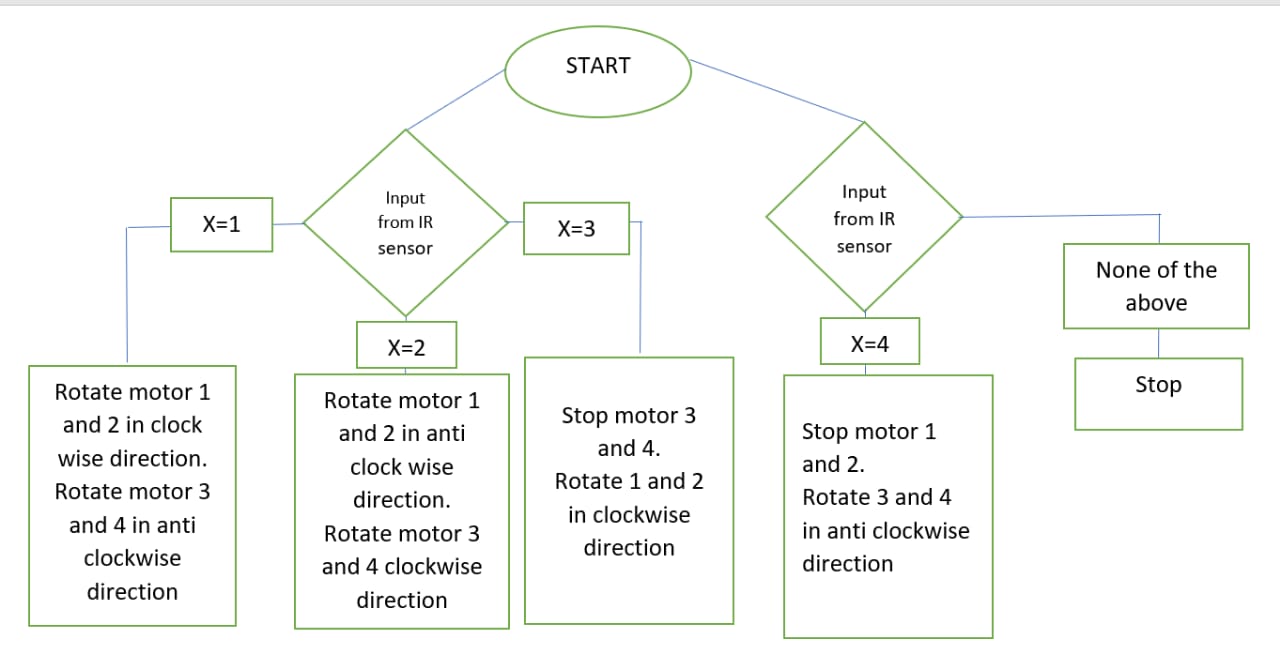 START
Input
from IR
sensor
X=1
X=3
X=2
Rotate motor 1
and 2 in clock
wise direction.
Rotate motor 3
and 4 in anti
clockwise
direction
Rotate motor 1
and 2 in anti
clock wise
direction.
Rotate motor 3
and 4 clockwise
direction
Stop motor 3
and 4.
Rotate 1 and 2
in clockwise
direction
Input
from IR
sensor
X=4
Stop motor 1
and 2.
Rotate 3 and 4
in anti clockwise
direction
None of the
above
Stop